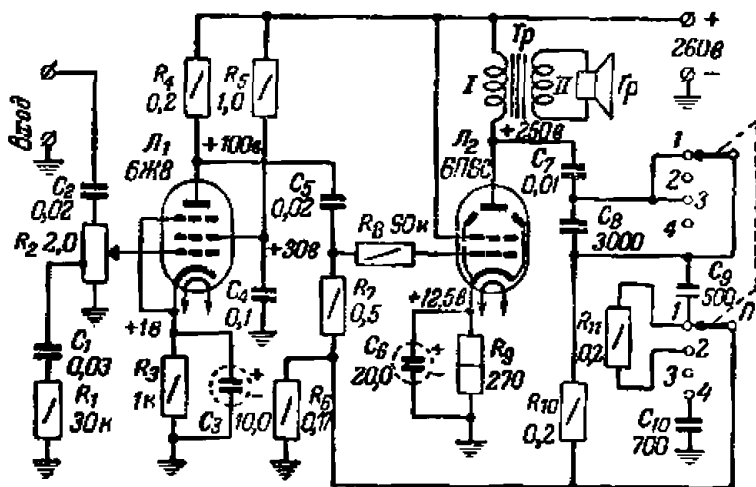 Вход
C₂
0,02
R₂ 2,0
C₁
0,03
R₁
30к
R₄
0,2
R₅
1,0
Л₁
6Ж8
+100в
+30в
C₄
0,1
+1в
R₃
1к
C₃
10,0
+
−
C₅
0,02
R₈ 90к
R₇
0,5
R₆
Л₂
6П6С
+12,5в
C₆
20,0
+
−
R₉
270
I
Тр
II
Гр
+250в
+
260в
−
C₇
0,01
C₈
3000
1
2
3
4
C₉
500
R₁₁
0,2
1
П
2
3
4
R₁₀
0,2
C₁₀
700